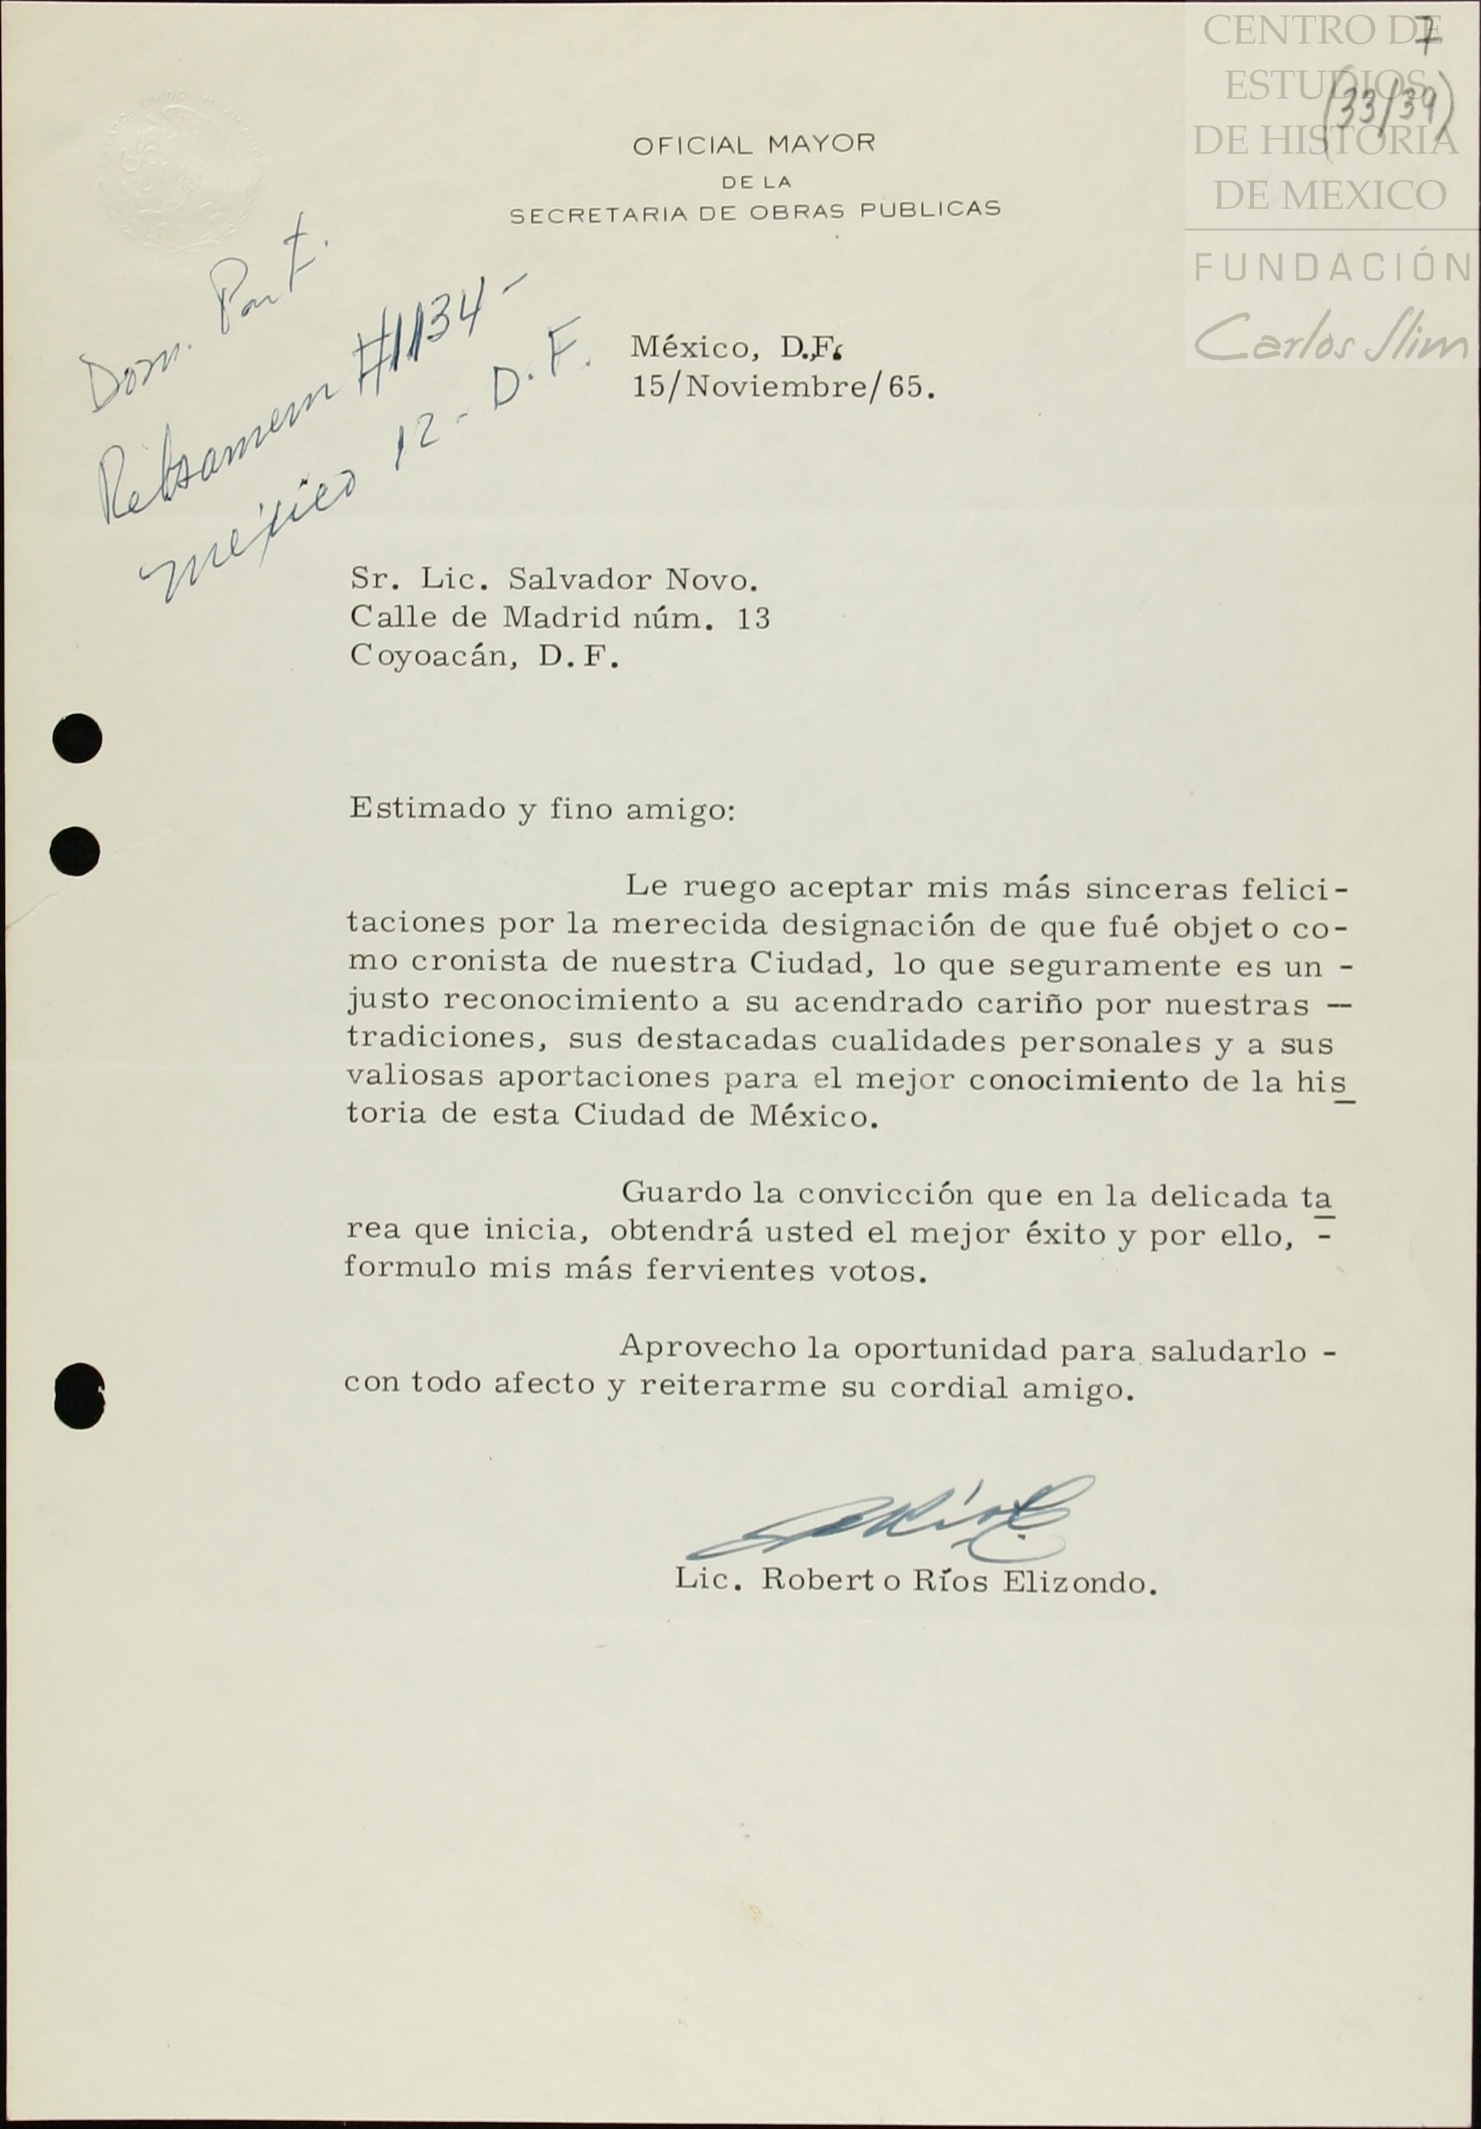 CENTRO DE
ESTUDIOS
DE HISTORIA
DE MEXICO
FUNDACIÓN
Carlos Slim
7
(33/39)
OFICIAL MAYOR
DE LA
SECRETARIA DE OBRAS PUBLICAS
Dom. Part.
Rebsamem #1134-
México 12- D.F.
México, D.F.
15/Noviembre/65.
Sr. Lic. Salvador Novo.
Calle de Madrid núm. 13
Coyoacán, D.F.
Estimado y fino amigo:
Le ruego aceptar mis más sinceras felici-
taciones por la merecida designación de que fué objeto co-
mo cronista de nuestra Ciudad, lo que seguramente es un -
justo reconocimiento a su acendrado cariño por nuestras --
tradiciones, sus destacadas cualidades personales y a sus
valiosas aportaciones para el mejor conocimiento de la his
toria de esta Ciudad de México.
Guardo la convicción que en la delicada ta
rea que inicia, obtendrá usted el mejor éxito y por ello, -
formulo mis más fervientes votos.
Aprovecho la oportunidad para saludarlo -
con todo afecto y reiterarme su cordial amigo.
Lic. Roberto Ríos Elizondo.